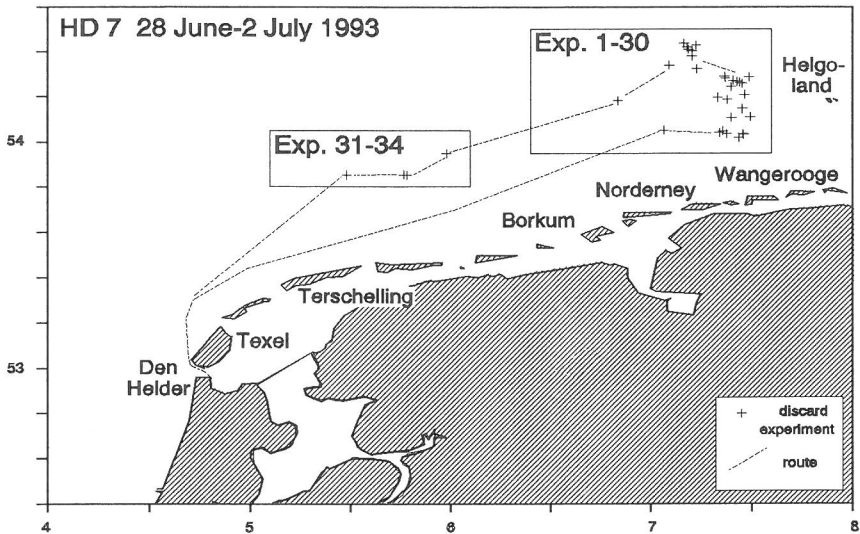 HD 7 28 June-2 July 1993
Exp. 1-30
Helgo-
land
54
Exp. 31-34
Wangerooge
Norderney
Borkum
Terschelling
Texel
53
Den
Helder
+ discard
experiment
route
4 5 6 7 8